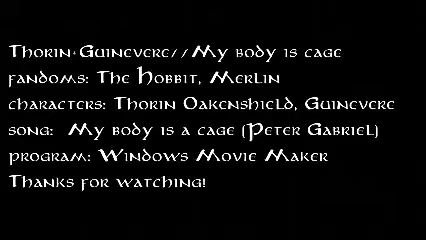 Thorin+Guinevere//My body is cage
fandoms: The Hobbit, Merlin
characters: Thorin Oakenshield, Guinevere
song: My body is a cage (Peter Gabriel)
program: Windows Movie Maker
Thanks for watching!